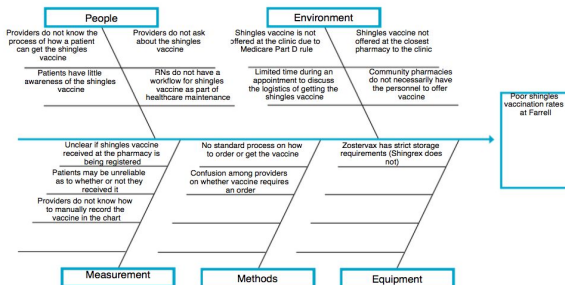 People
Environment
Providers do not know the
process of how a patient
can get the shingles
vaccine
Providers do not ask
about the shingles
vaccine
Shingles vaccine is not
offered at the clinic due to
Medicare Part D rule
Shingles vaccine not
offered at the closest
pharmacy to the clinic
Patients have little
awareness of the shingles
vaccine
RNs do not have a
workflow for shingles
vaccine as part of
healthcare maintenance
Limited time during an
appointment to discuss
the logistics of getting the
shingles vaccine
Community pharmacies
do not necessarily have
the personnel to offer
vaccine
Poor shingles
vaccination rates
at Farrell
Unclear if shingles vaccine
received at the pharmacy is
being registered
No standard process on how
to order or get the vaccine
Zostervax has strict storage
requirements (Shingrex does
not)
Patients may be unreliable
as to whether or not they
received it
Confusion among providers
on whether vaccine requires
an order
Providers do not know how
to manually record the
vaccine in the chart
Measurement
Methods
Equipment